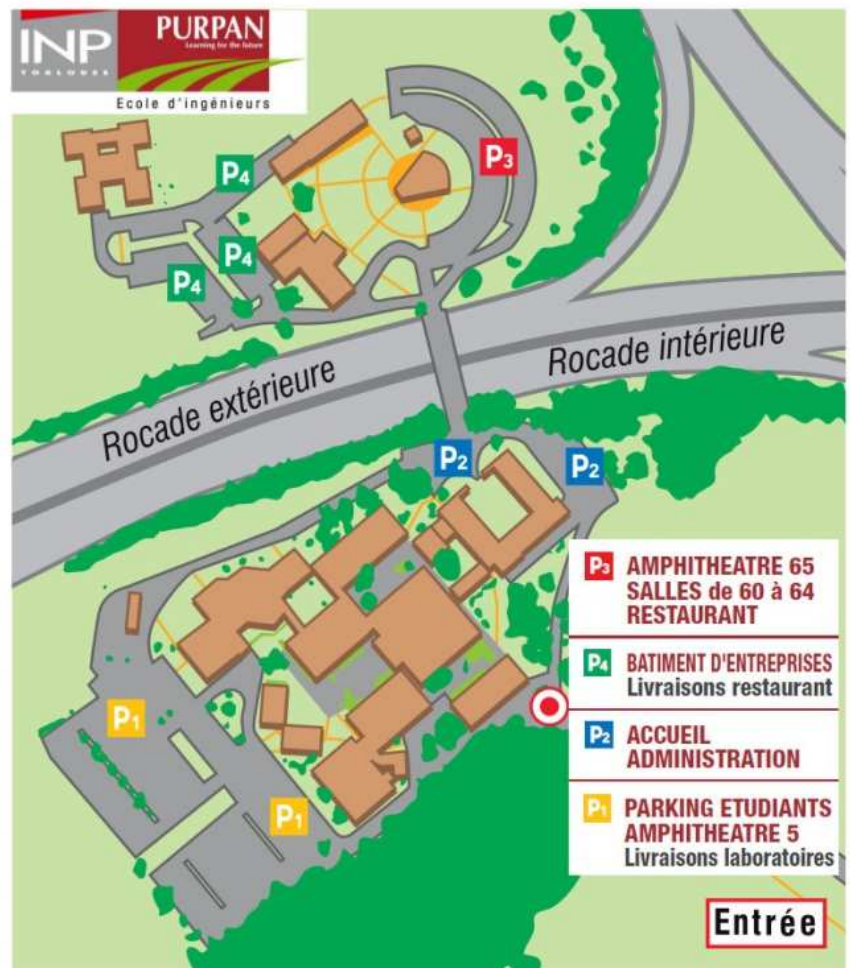 INP
TOULOUSE
PURPAN
Learning for the future
Ecole d'ingénieurs
P3
P4
P4
P4
Rocade extérieure
Rocade intérieure
P2
P2
P1
P1
P3 AMPHITHEATRE 65
SALLES de 60 à 64
RESTAURANT
P4 BATIMENT D'ENTREPRISES
Livraisons restaurant
P2 ACCUEIL
ADMINISTRATION
P1 PARKING ETUDIANTS
AMPHITHEATRE 5
Livraisons laboratoires
Entrée